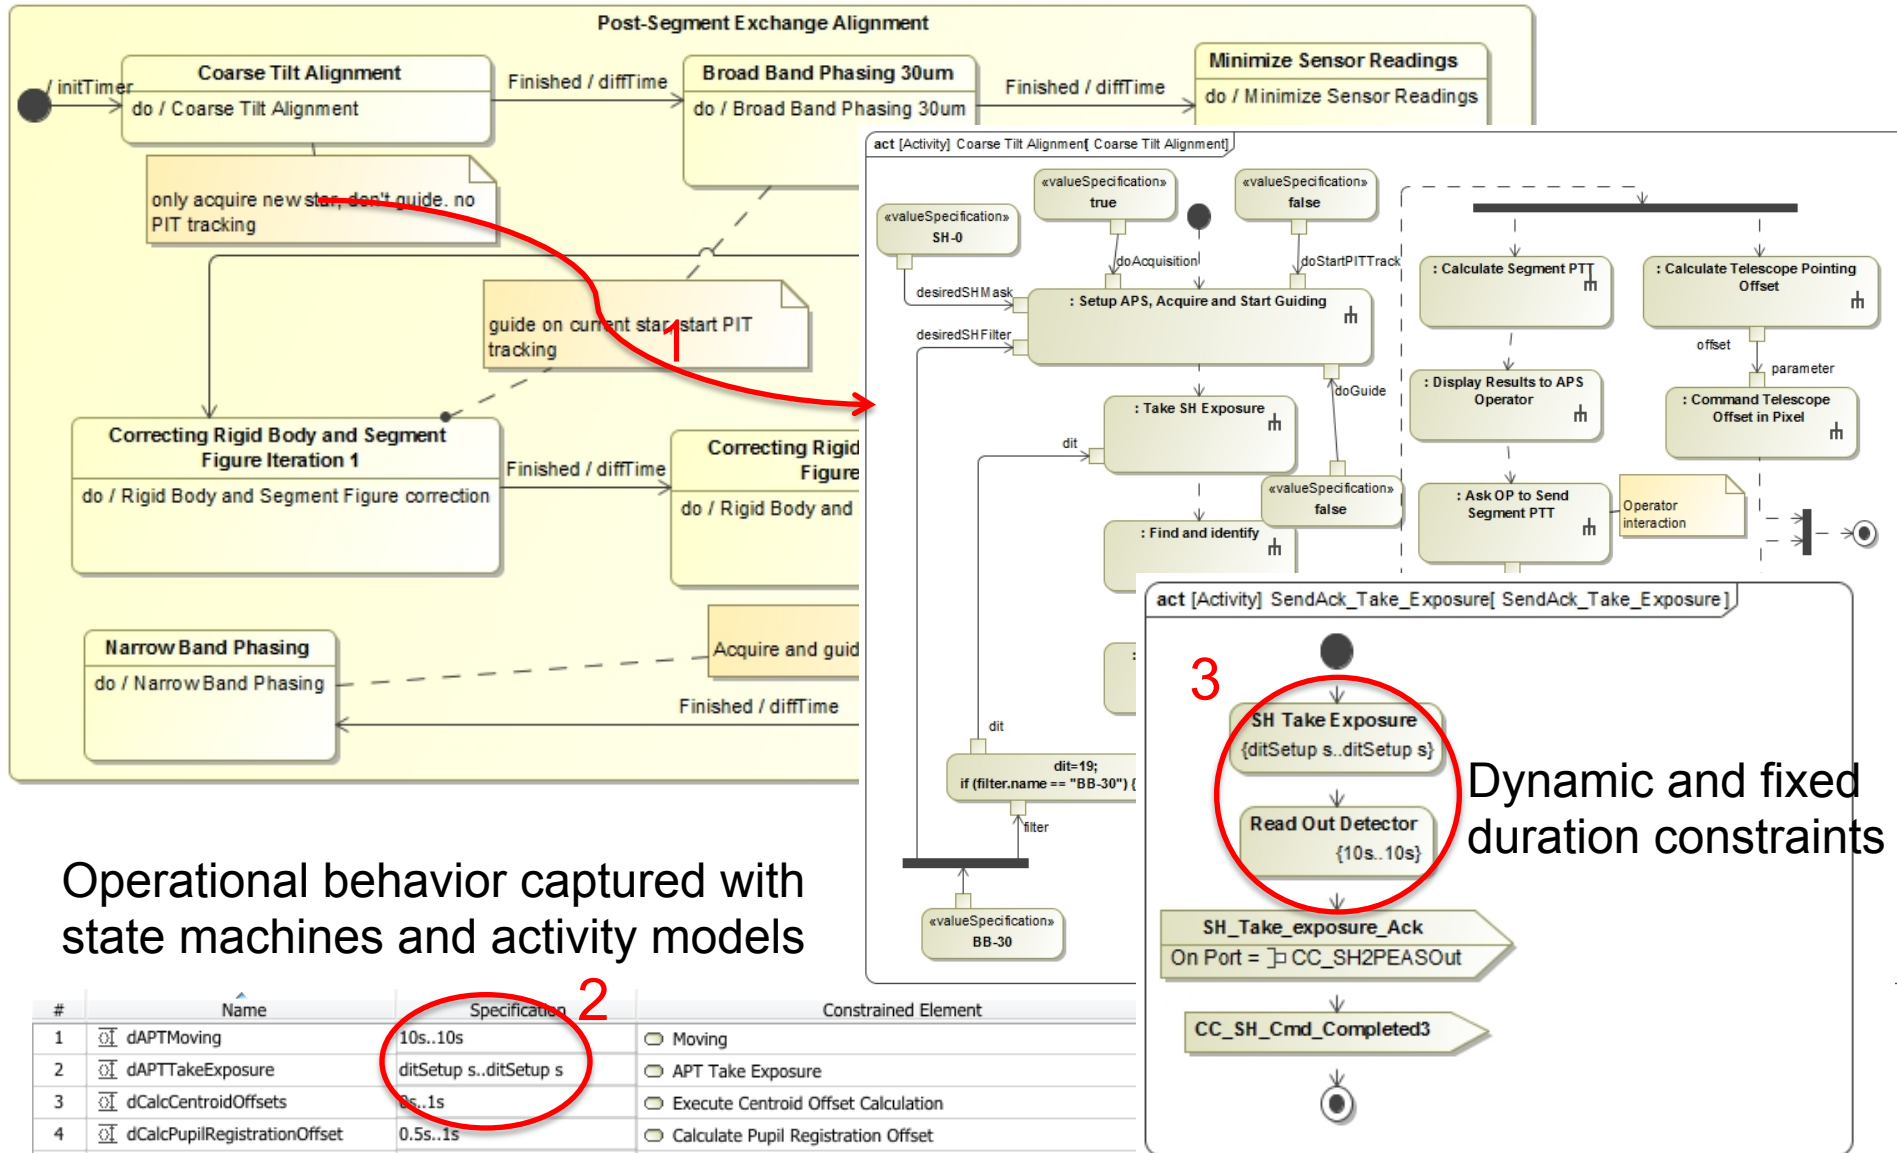 Post-Segment Exchange Alignment
/ initTimer
Coarse Tilt Alignment
do / Coarse Tilt Alignment
Finished / diffTime
Broad Band Phasing 30um
do / Broad Band Phasing 30um
Finished / diffTime
Minimize Sensor Readings
do / Minimize Sensor Readings
only acquire new star, don't guide. no
PIT tracking
guide on current star, start PIT
tracking
1
Correcting Rigid Body and Segment
Figure Iteration 1
do / Rigid Body and Segment Figure correction
Finished / diffTime
Correcting Rigid
Figure
do / Rigid Body and
Narrow Band Phasing
do / Narrow Band Phasing
Acquire and guid
Finished / diffTime
act [Activity] Coarse Tilt Alignment[ Coarse Tilt Alignment]
«valueSpecification»
SH-0
«valueSpecification»
true
«valueSpecification»
false
doAcquisition
doStartPITTrack
desiredSHMask
desiredSHFilter
: Setup APS, Acquire and Start Guiding
doGuide
«valueSpecification»
false
: Take SH Exposure
dit
: Find and identify
:
dit
dit=19;
if (filter.name == "BB-30") {
filter
«valueSpecification»
BB-30
: Calculate Segment PTT
: Display Results to APS
Operator
: Ask OP to Send
Segment PTT
: Calculate Telescope Pointing
Offset
offset
parameter
: Command Telescope
Offset in Pixel
Operator
interaction
act [Activity] SendAck_Take_Exposure[ SendAck_Take_Exposure]
3
SH Take Exposure
{ditSetup s..ditSetup s}
Read Out Detector
{10s..10s}
SH_Take_exposure_Ack
On Port = CC_SH2PEASOut
CC_SH_Cmd_Completed3
Dynamic and fixed
duration constraints
Operational behavior captured with
state machines and activity models
2
# Name Specification Constrained Element
1 dAPTMoving 10s..10s Moving
2 dAPTTakeExposure ditSetup s..ditSetup s APT Take Exposure
3 dCalcCentroidOffsets s..1s Execute Centroid Offset Calculation
4 dCalcPupilRegistrationOffset 0.5s..1s Calculate Pupil Registration Offset